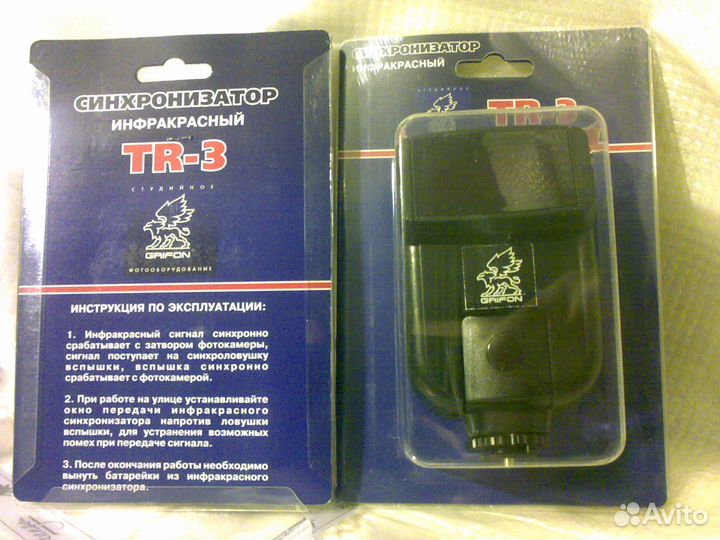 СИНХРОНИЗАТОР
ИНФРАКРАСНЫЙ
TR-3
СТУДИЙНОЕ
GRIFON
ФОТООБОРУДОВАНИЕ
ИНСТРУКЦИЯ ПО ЭКСПЛУАТАЦИИ:
1. Инфракрасный сигнал синхронно
срабатывает с затвором фотокамеры,
сигнал поступает на синхроловушку
вспышки, вспышка синхронно
срабатывает с фотокамерой.
2. При работе на улице устанавливайте
окно передачи инфракрасного
синхронизатора напротив ловушки
вспышки, для устранения возможных
помех при передаче сигнала.
3. После окончания работы необходимо
вынуть батарейки из инфракрасного
синхронизатора.
СИНХРОНИЗАТОР
ИНФРАКРАСНЫЙ
TR-3
СТУДИЙНОЕ
GRIFON
Avito